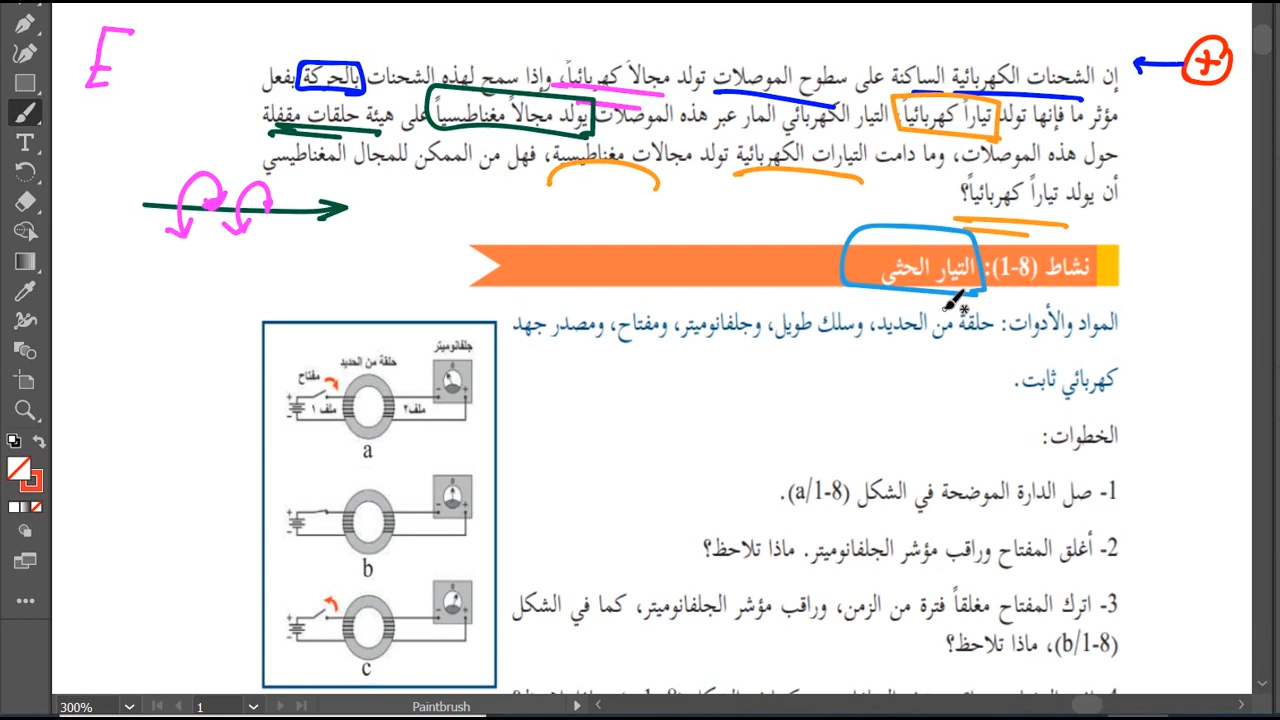 E
إن الشحنات الكهربائية الساكنة على سطوح الموصلات تولد مجالاً كهربائياً، وإذا سمح لهذه الشحنات بالحركة بفعل
مؤثر ما فإنها تولد تياراً كهربائياً، التيار الكهربائي المار عبر هذه الموصلات يولد مجالاً مغناطيسياً على هيئة حلقات مقفلة
حول هذه الموصلات، وما دامت التيارات الكهربائية تولد مجالات مغناطيسية، فهل من الممكن للمجال المغناطيسي
أن يولد تياراً كهربائياً؟
نشاط (8-1): التيار الحثى
المواد والأدوات: حلقة من الحديد، وسلك طويل، وجلفانوميتر، ومفتاح، ومصدر جهد
كهربائي ثابت.
الخطوات:
1- صل الدارة الموضحة في الشكل (a/1-8).
2- أغلق المفتاح وراقب مؤشر الجلفانوميتر. ماذا تلاحظ؟
3- اترك المفتاح مغلقاً فترة من الزمن، وراقب مؤشر الجلفانوميتر، كما في الشكل
(b/1-8)، ماذا تلاحظ؟
جلفانوميتر
حلقة من الحديد
مفتاح
0
+
-
ملف ١
ملف٢
- +
a
0
+
-
b
0
+
-
c
300%
1
Paintbrush